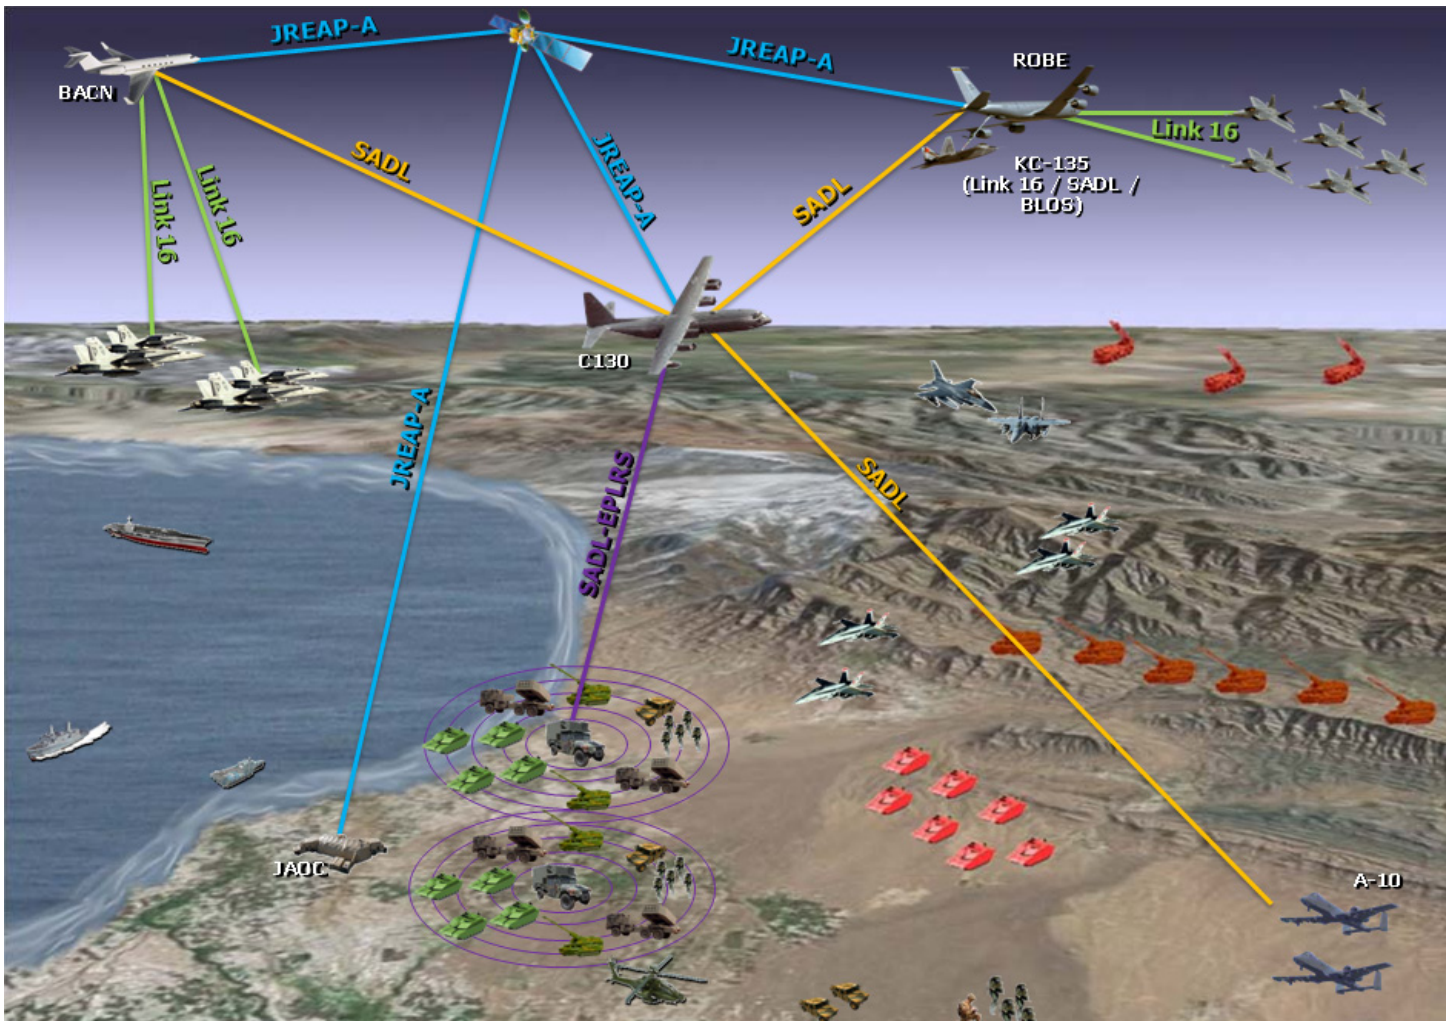 JREAP-A
JREAP-A
ROBE
BACN
Link 16
SADL
JREAP-A
KC-135
(Link 16 / SADL /
BLOS)
SADL
Link 16
Link 16
C130
JREAP-A
SADL
SADL-EPLRS
JAOC
A-10